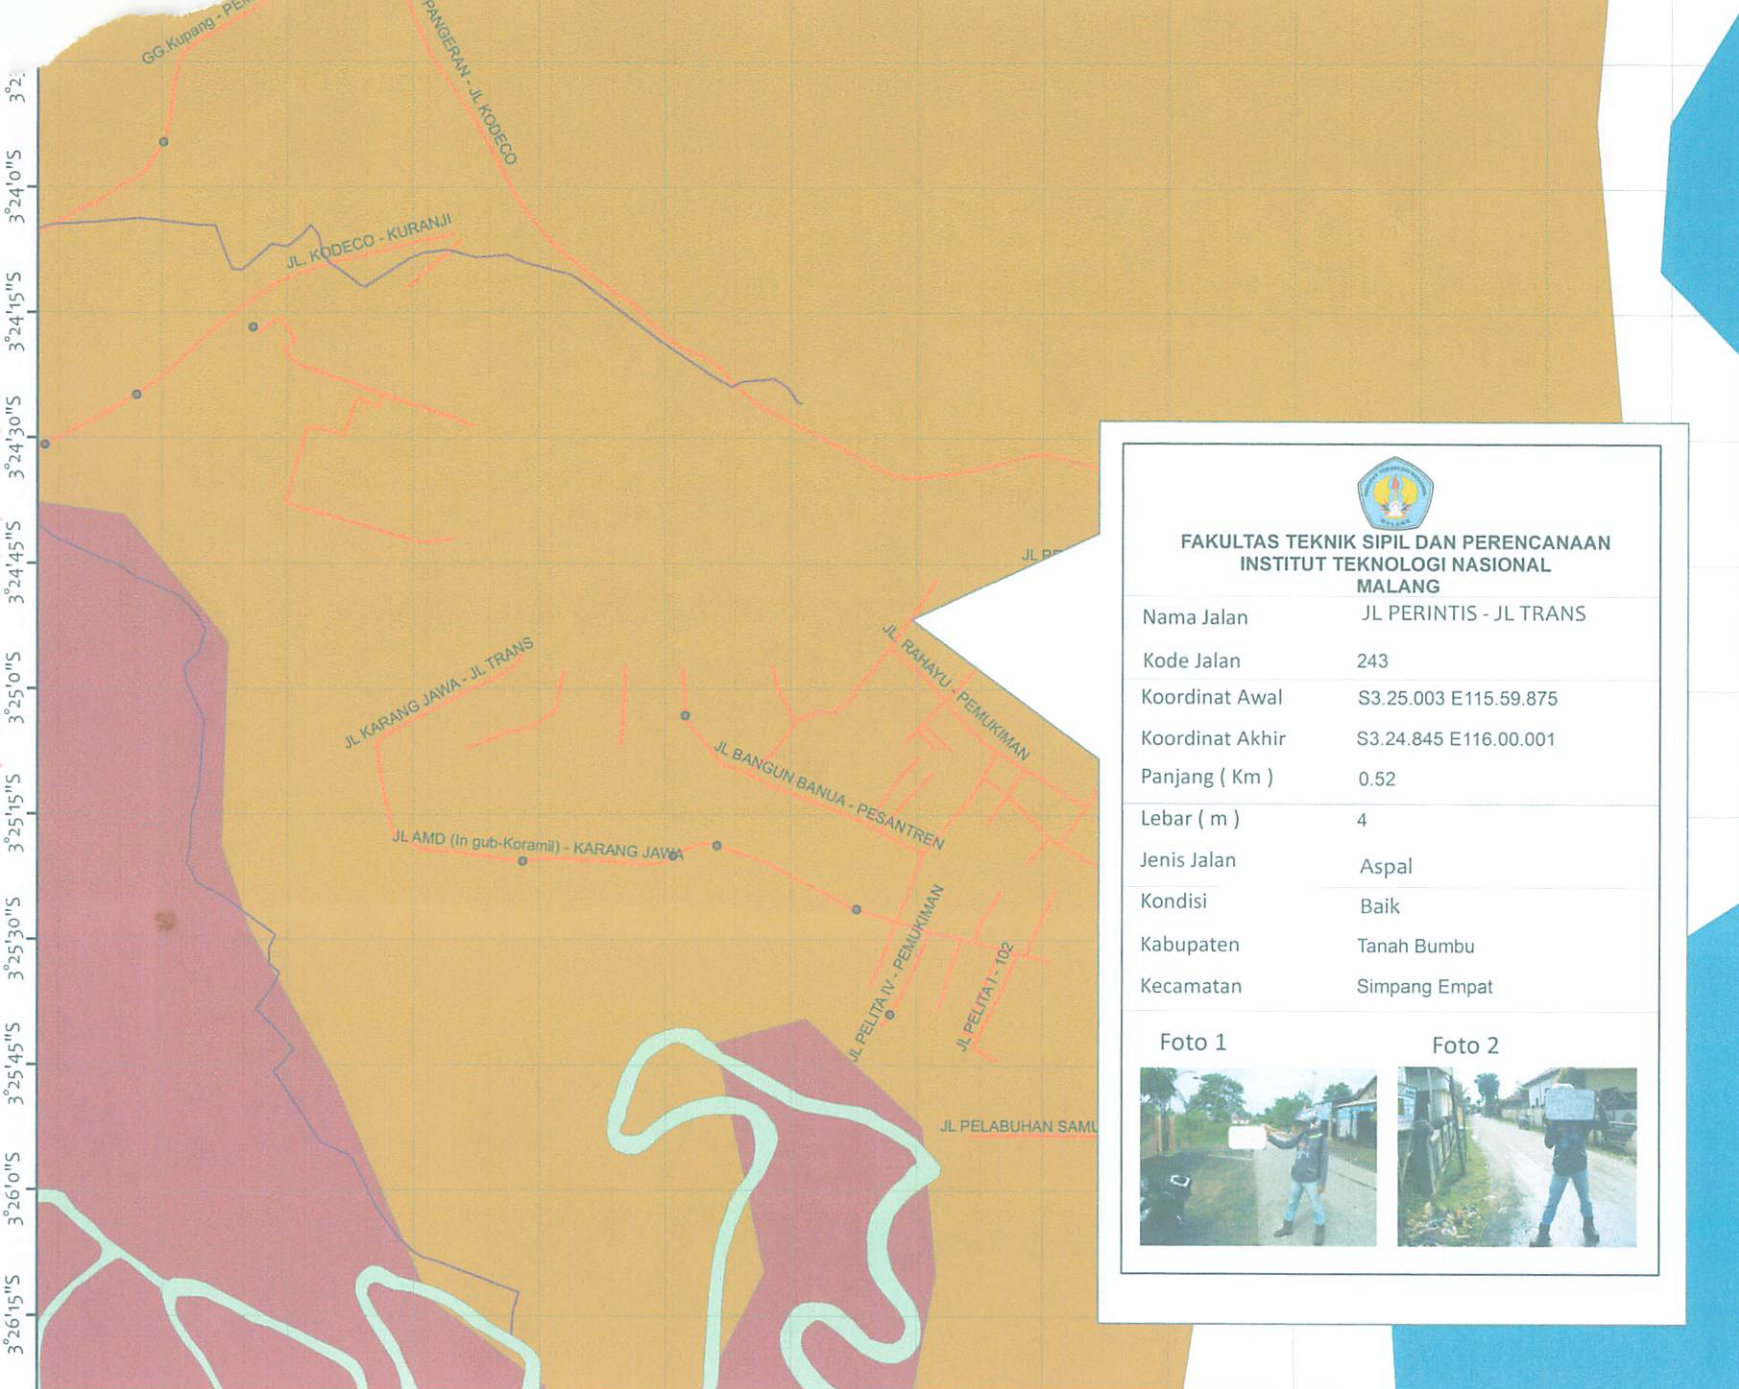 GG.Kupang - PEM
PANGERAN - JL KODECO
3°2
3°24'0"S
JL. KODECO - KURANJI
3°24'15"S
3°24'30"S
3°24'45"S
JL PE
JL. RAHAYU - PEMUKIMAN
JL KARANG JAWA - JL TRANS
3°25'0"S
JL BANGUN BANUA - PESANTREN
3°25'15"S
JL AMD (In gub-Koramil) - KARANG JAWA
3°25'30"S
JL PELITA IV - PEMUKIMAN
JL PELITA I - 102
3°25'45"S
JL PELABUHAN SAMU
3°26'0"S
3°26'15"S
MALANG
FAKULTAS TEKNIK SIPIL DAN PERENCANAAN
INSTITUT TEKNOLOGI NASIONAL
MALANG
Nama Jalan JL PERINTIS - JL TRANS
Kode Jalan 243
Koordinat Awal S3.25.003 E115.59.875
Koordinat Akhir S3.24.845 E116.00.001
Panjang ( Km ) 0.52
Lebar ( m ) 4
Jenis Jalan Aspal
Kondisi Baik
Kabupaten Tanah Bumbu
Kecamatan Simpang Empat
Foto 1 Foto 2